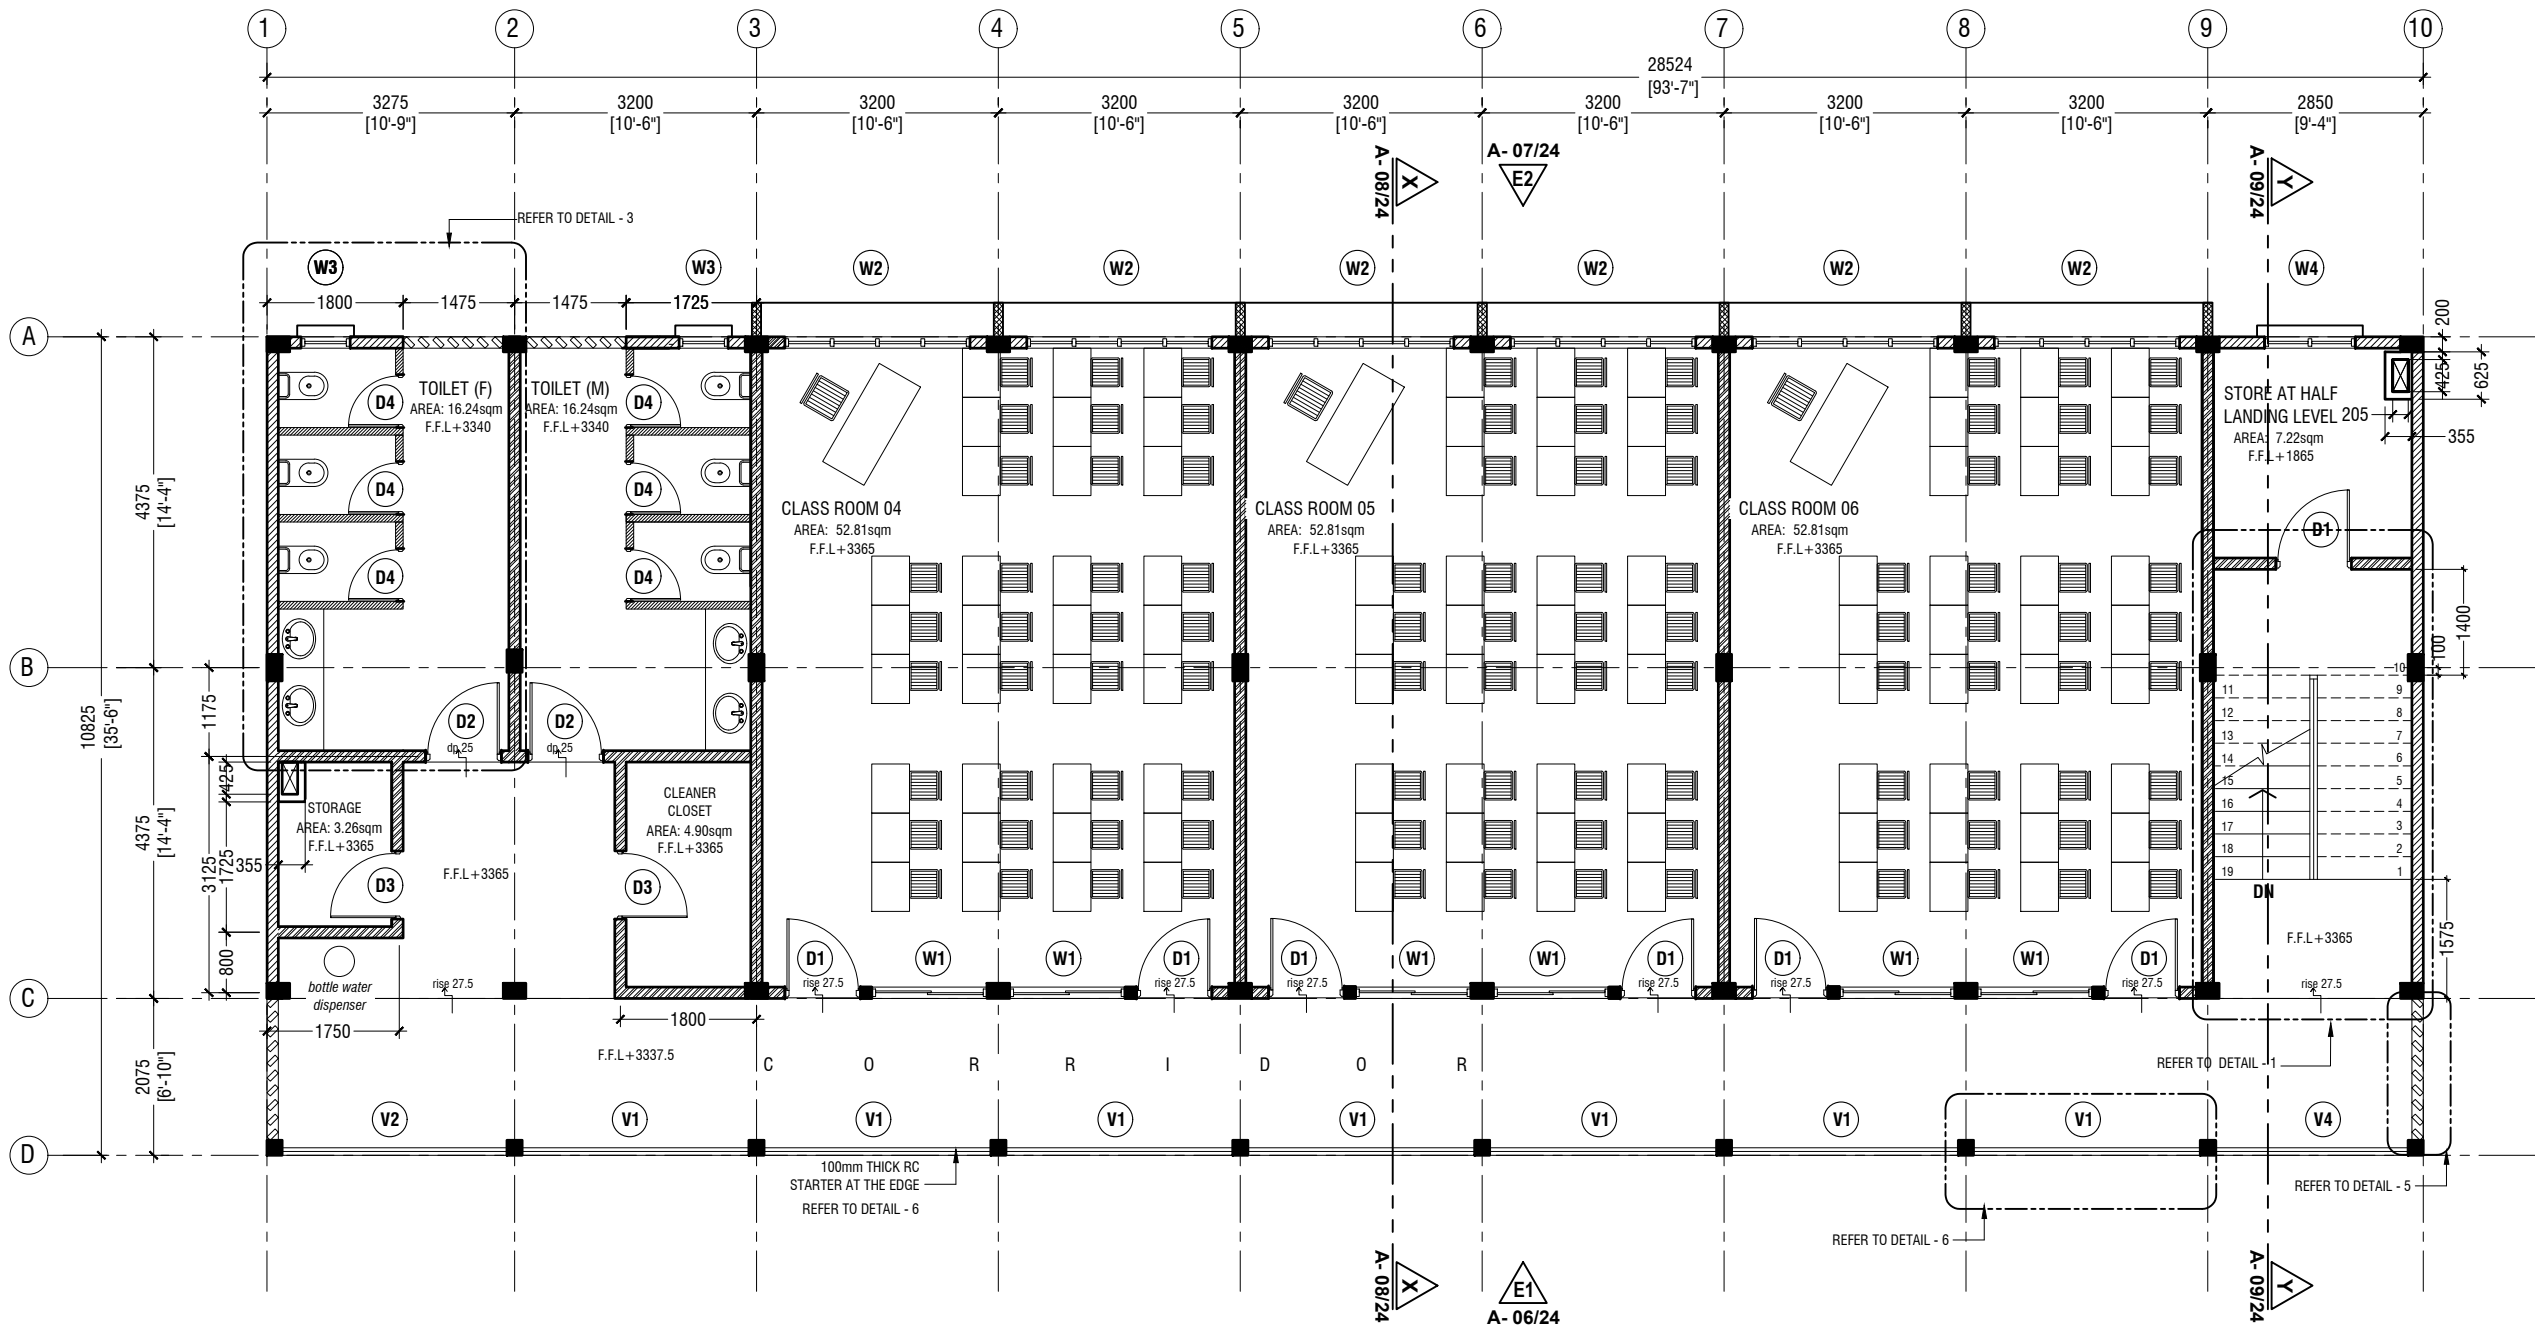 1 2 3 4 5 6 7 8 9 10
28524
[93'-7"]
3275 3200 3200 3200 3200 3200 3200 3200 2850
[10'-9"] [10'-6"] [10'-6"] [10'-6"] [10'-6"] [10'-6"] [10'-6"] [10'-6"] [9'-4"]
A- 08/24
X
A- 07/24
E2
A- 09/24
Y
REFER TO DETAIL - 3
W3 W3 W2 W2 W2 W2 W2 W2 W4
1800 1475 1475 1725
A
B
C
D
10825
[35'-6"]
4375
[14'-4"]
4375
[14'-4"]
2075
[6'-10"]
1175
3125
425
1725
800
355
TOILET (F)
AREA: 16.24sqm
F.F.L+3340
TOILET (M)
AREA: 16.24sqm
F.F.L+3340
D4 D4
D4 D4
D4 D4
D2 D2
dp 25 dp 25
STORAGE
AREA: 3.26sqm
F.F.L+3365
D3
F.F.L+3365
CLEANER
CLOSET
AREA: 4.90sqm
F.F.L+3365
D3
bottle water
dispenser
1750
rise 27.5
1800
CLASS ROOM 04
AREA: 52.81sqm
F.F.L+3365
CLASS ROOM 05
AREA: 52.81sqm
F.F.L+3365
CLASS ROOM 06
AREA: 52.81sqm
F.F.L+3365
D1 W1 W1 D1 D1 W1 W1 D1 D1 W1 W1 D1
rise 27.5 rise 27.5 rise 27.5 rise 27.5 rise 27.5 rise 27.5
STORE AT HALF
LANDING LEVEL
AREA: 7.22sqm
F.F.L+1865
200
425
625
205
355
D1
1400
100
10
11 9
12 8
13 7
14 6
15 5
16 4
17 3
18 2
19 1
DN
F.F.L+3365
1575
rise 27.5
F.F.L+3337.5
C O R R I D O R
REFER TO DETAIL - 1
V2 V1 V1 V1 V1 V1 V1 V1 V4
100mm THICK RC
STARTER AT THE EDGE
REFER TO DETAIL - 6
REFER TO DETAIL - 5
REFER TO DETAIL - 6
A- 08/24
X
E1
A- 06/24
A- 09/24
Y